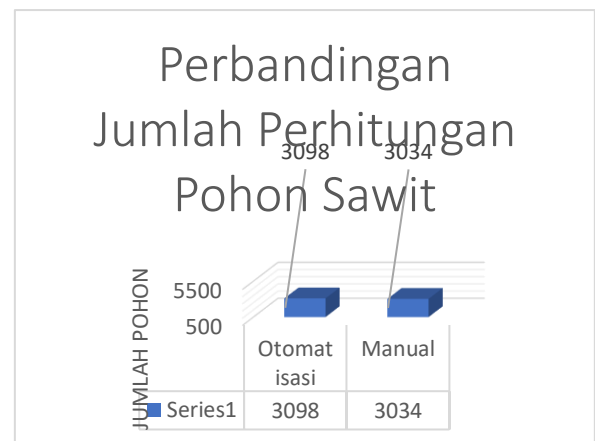 Perbandingan
Jumlah Perhitungan
Pohon Sawit
3098 3034
JUMLAH POHON
5500
500
Otomat Manual
isasi
Series1 3098 3034